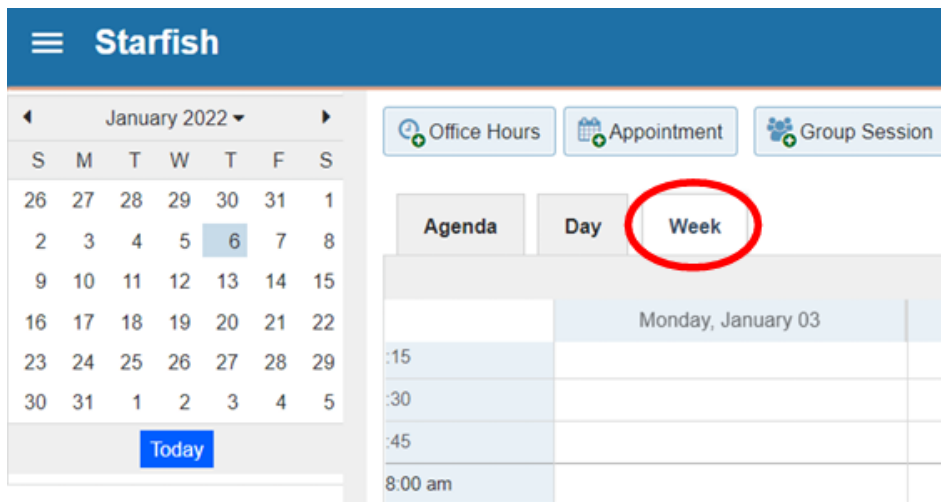 Starfish
January 2022
S M T W T F S
26 27 28 29 30 31 1
2 3 4 5 6 7 8
9 10 11 12 13 14 15
16 17 18 19 20 21 22
23 24 25 26 27 28 29
30 31 1 2 3 4 5
Today
Office Hours Appointment Group Session
Agenda Day Week
Monday, January 03
:15
:30
:45
8:00 am